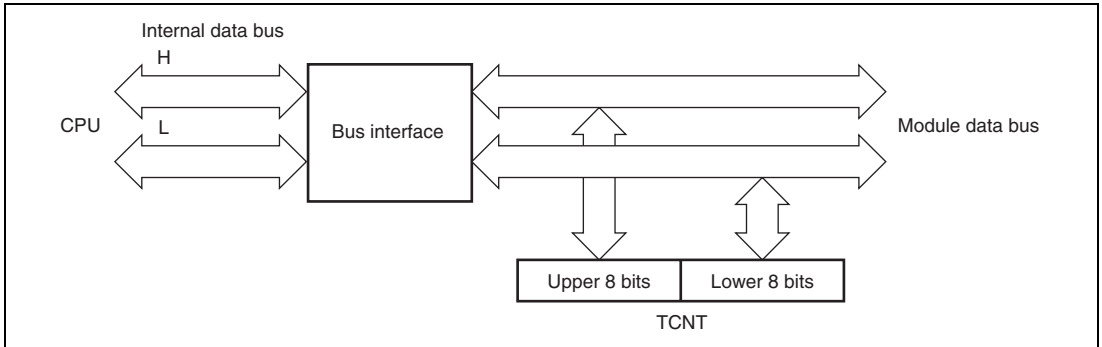 Internal data bus
H
CPU
L
Bus interface
Module data bus
Upper 8 bits
Lower 8 bits
TCNT